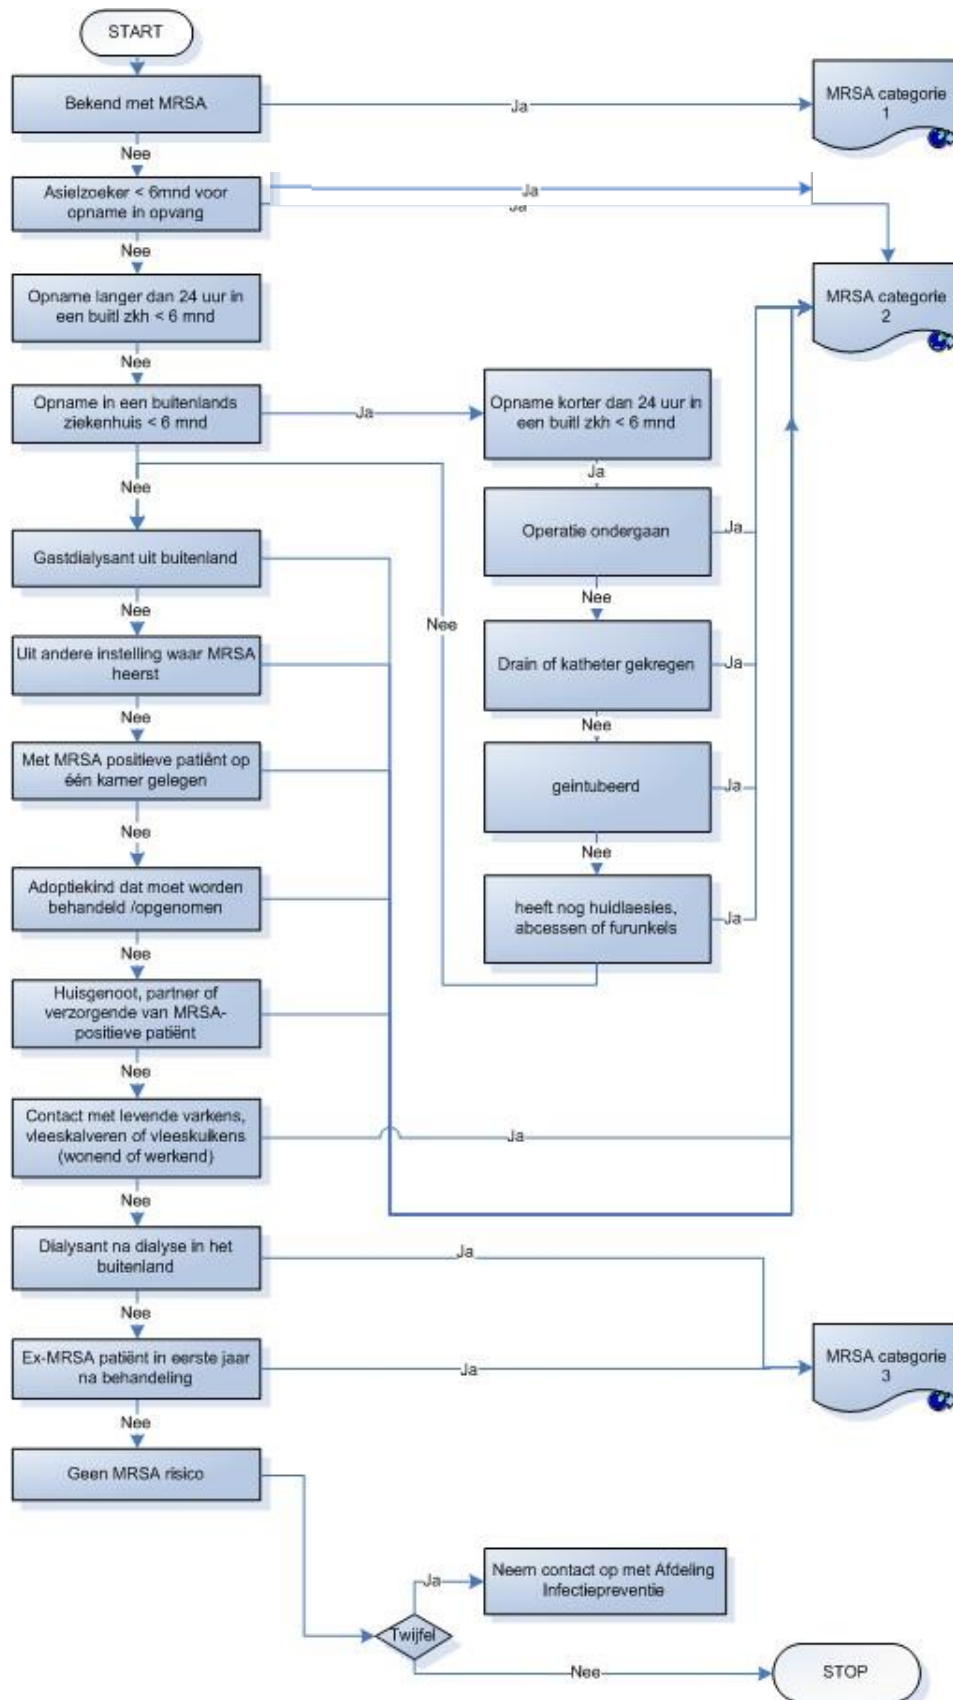 START
Bekend met MRSA
Ja
MRSA categorie
1
Nee
Asielzoeker < 6mnd voor
opname in opvang
Ja
Ja
Nee
Opname langer dan 24 uur in
een buitl zkh < 6 mnd
MRSA categorie
2
Nee
Opname in een buitenlands
ziekenhuis < 6 mnd
Ja
Opname korter dan 24 uur in
een buitl zkh < 6 mnd
Ja
Nee
Operatie ondergaan
Ja
Gastdialysant uit buitenland
Nee
Nee
Nee
Uit andere instelling waar MRSA
heerst
Drain of katheter gekregen
Ja
Nee
Nee
Met MRSA positieve patiënt op
één kamer gelegen
geintubeerd
Ja
Nee
Nee
Adoptiekind dat moet worden
behandeld /opgenomen
heeft nog huidlaesies,
abcessen of furunkels
Ja
Nee
Huisgenoot, partner of
verzorgende van MRSA-
positieve patiënt
Nee
Contact met levende varkens,
vleeskalveren of vleeskuikens
(wonend of werkend)
Ja
Nee
Dialysant na dialyse in het
buitenland
Ja
Nee
Ex-MRSA patiënt in eerste jaar
na behandeling
Ja
MRSA categorie
3
Nee
Geen MRSA risico
Neem contact op met Afdeling
Infectiepreventie
Ja
Twijfel
Nee
STOP